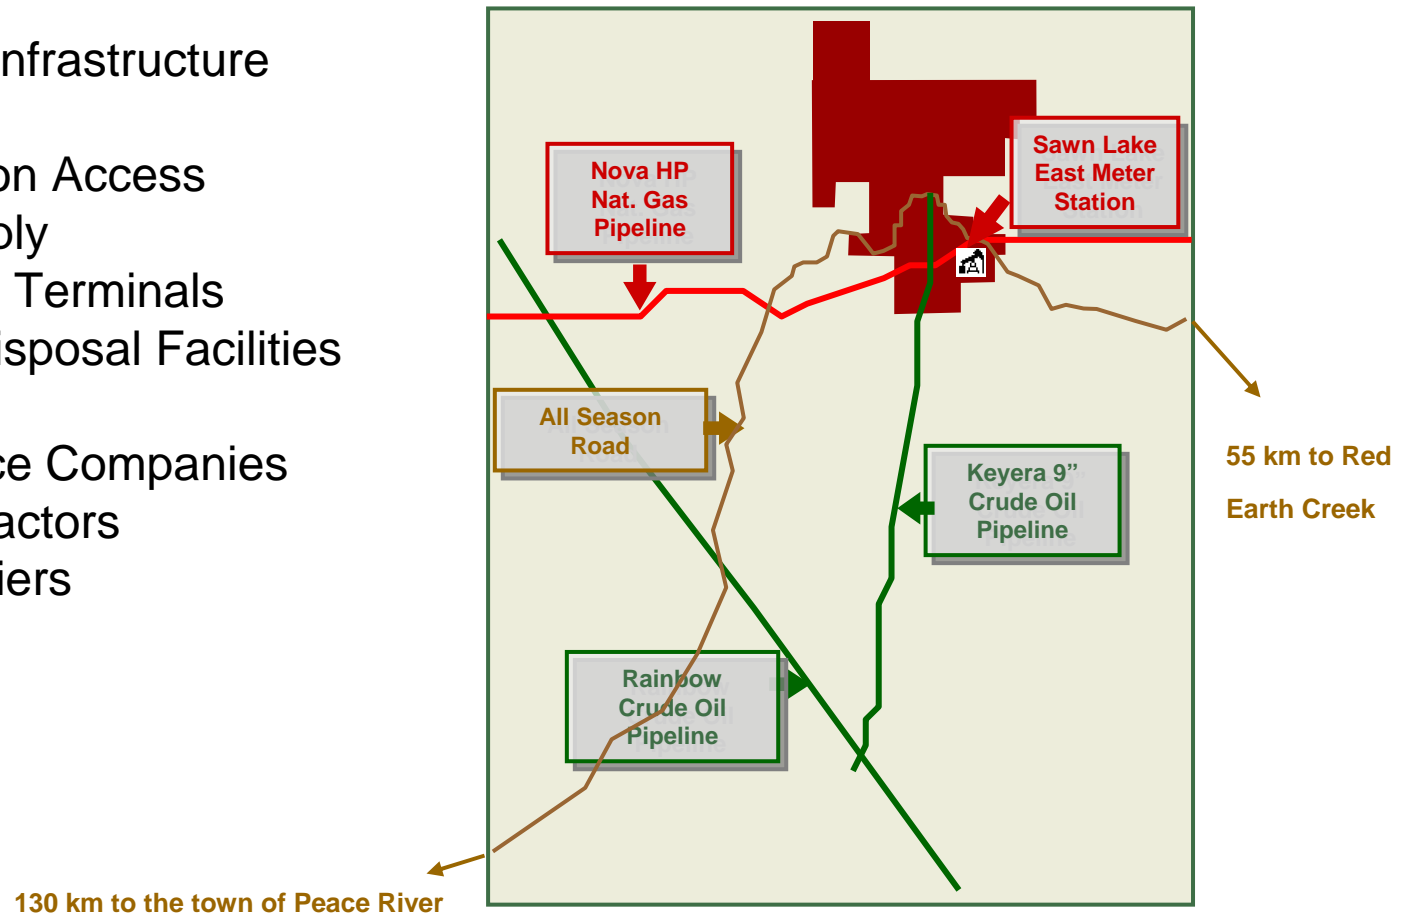 nfrastructure
on Access
oly
Terminals
isposal Facilities
ce Companies
actors
iers
Nova HP
Nat. Gas
Pipeline
Sawn Lake
East Meter
Station
All Season
Road
Keyera 9”
Crude Oil
Pipeline
Rainbow
Crude Oil
Pipeline
55 km to Red
Earth Creek
130 km to the town of Peace River